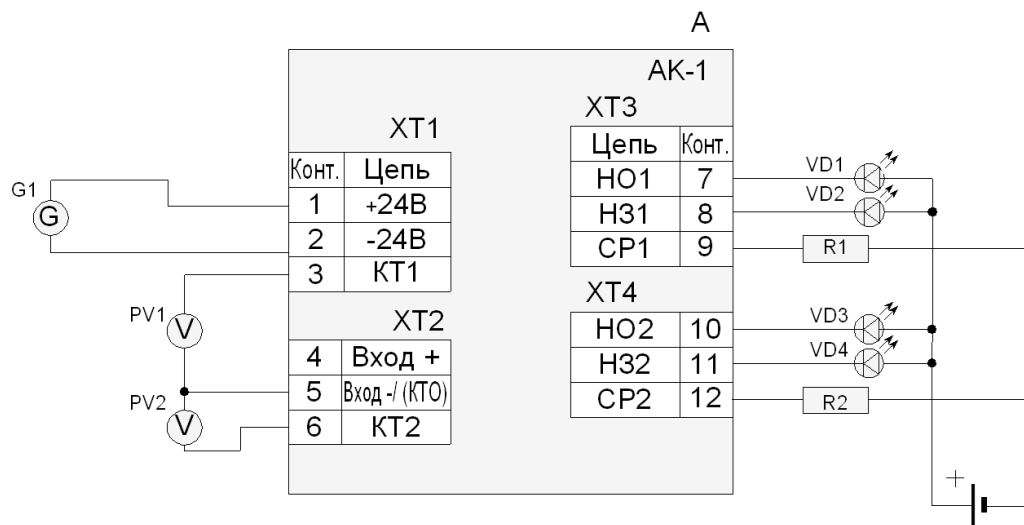 A
AK-1
XT1
Конт. Цепь
1 +24В
2 -24В
3 КТ1
XT2
4 Вход +
5 Вход -/ (КТО)
6 КТ2
XT3
Цепь Конт.
НО1 7
НЗ1 8
СР1 9
XT4
НО2 10
НЗ2 11
СР2 12
G1
G
PV1
V
PV2
V
VD1
VD2
R1
VD3
VD4
R2
+